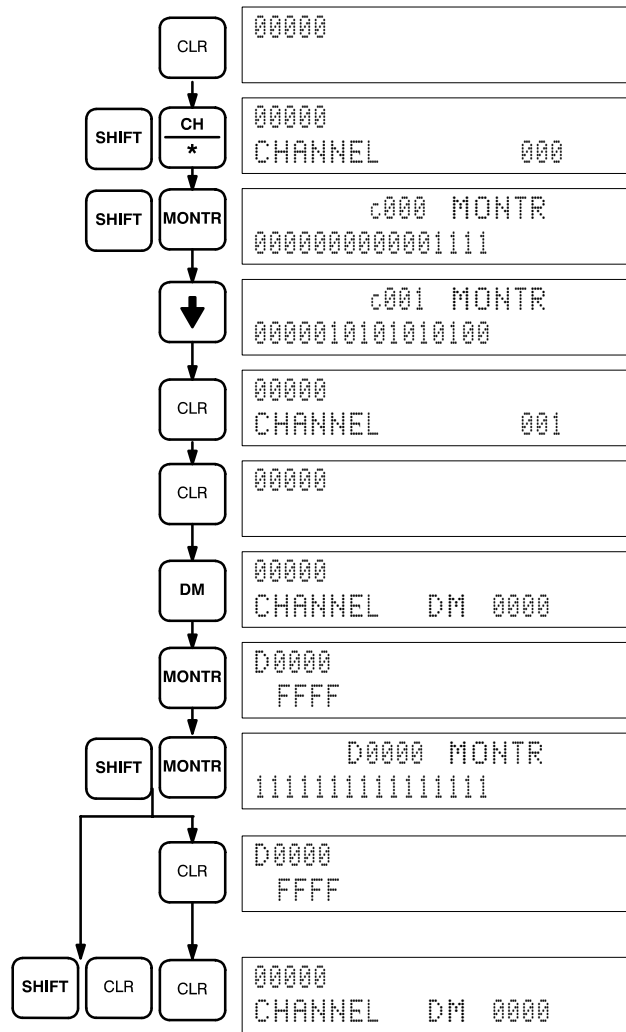 CLR
00000
SHIFT
CH
*
00000
CHANNEL 000
SHIFT
MONTR
c000 MONTR
0000000000001111
c001 MONTR
0000010101010100
CLR
00000
CHANNEL 001
CLR
00000
DM
00000
CHANNEL DM 0000
MONTR
D0000
FFFF
SHIFT
MONTR
D0000 MONTR
1111111111111111
CLR
D0000
FFFF
SHIFT
CLR
CLR
00000
CHANNEL DM 0000